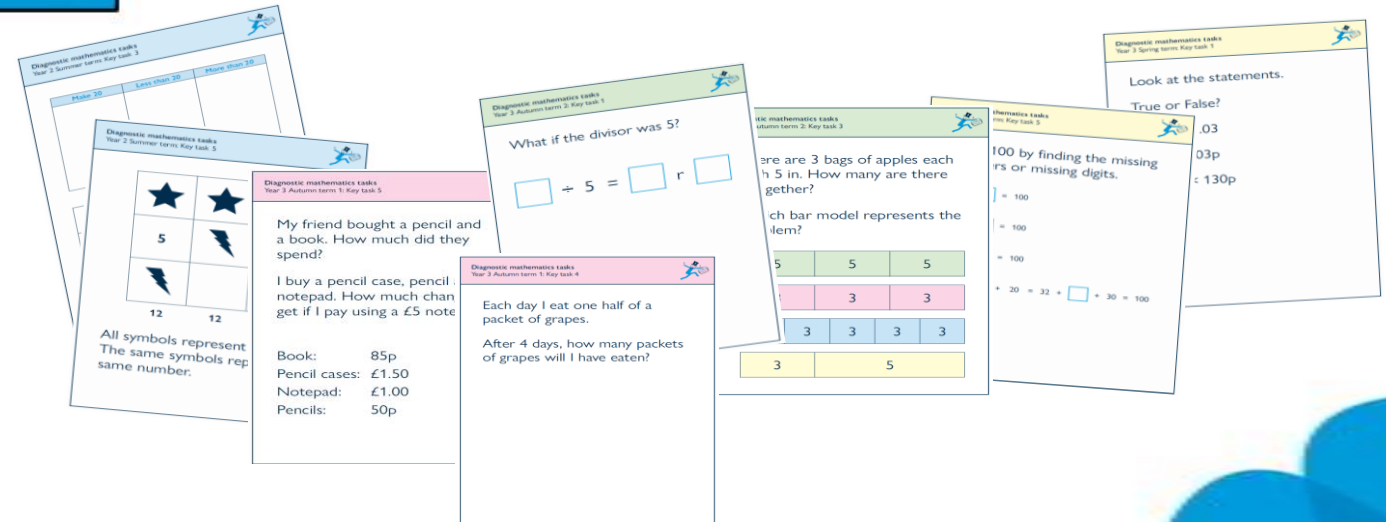 Diagnostic mathematics tasks
Year 2 Summer term: Key task 3
Make 20 Less than 20 More than 20
Diagnostic mathematics tasks
Year 2 Summer term: Key task 5
5
12 12
All symbols represent
The same symbols rep
same number.
Diagnostic mathematics tasks
Year 3 Autumn term 1: Key task 5
My friend bought a pencil and
a book. How much did they
spend?
I buy a pencil case, pencil
notepad. How much chan
get if I pay using a £5 note
Book: 85p
Pencil cases: £1.50
Notepad: £1.00
Pencils: 50p
Diagnostic mathematics tasks
Year 3 Autumn term 1: Key task 4
Each day I eat one half of a
packet of grapes.
After 4 days, how many packets
of grapes will I have eaten?
Diagnostic mathematics tasks
Year 3 Autumn term 2: Key task 1
What if the divisor was 5?
÷ 5 = r
tic mathematics tasks
utumn term 2: Key task 3
ere are 3 bags of apples each
h 5 in. How many are there
gether?
ich bar model represents the
lem?
5 5 5
3 3
3 3 3 3
3 5
thematics tasks
rm: Key task 5
100 by finding the missing
rs or missing digits.
= 100
= 100
= 100
+ 20 = 32 + + 30 = 100
Diagnostic mathematics tasks
Year 3 Spring term: Key task 1
Look at the statements.
True or False?
.03
03p
: 130p